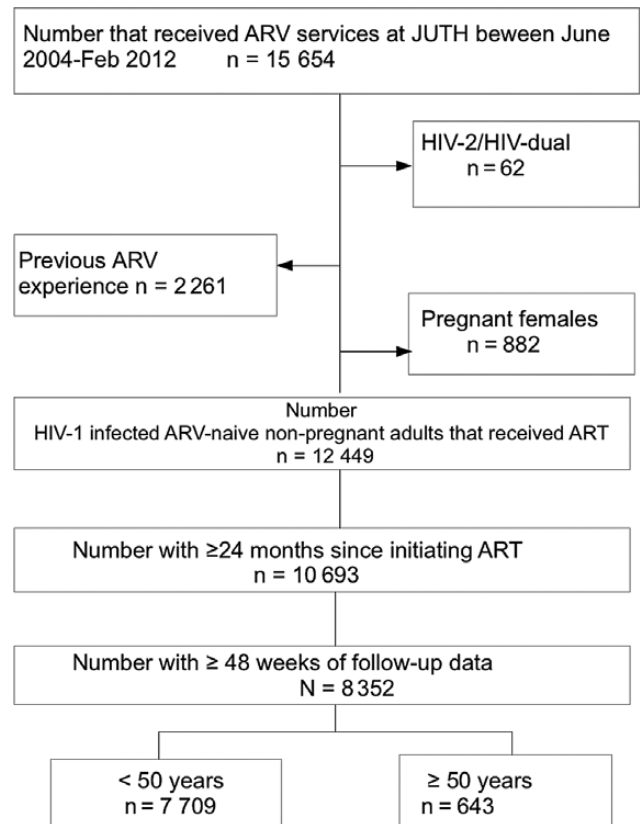 Number that received ARV services at JUTH beween June
2004-Feb 2012 n = 15 654
HIV-2/HIV-dual
n = 62
Previous ARV
experience n = 2 261
Pregnant females
n = 882
Number
HIV-1 infected ARV-naive non-pregnant adults that received ART
n = 12 449
Number with ≥24 months since initiating ART
n = 10 693
Number with ≥ 48 weeks of follow-up data
N = 8 352
< 50 years
n = 7 709
≥ 50 years
n = 643